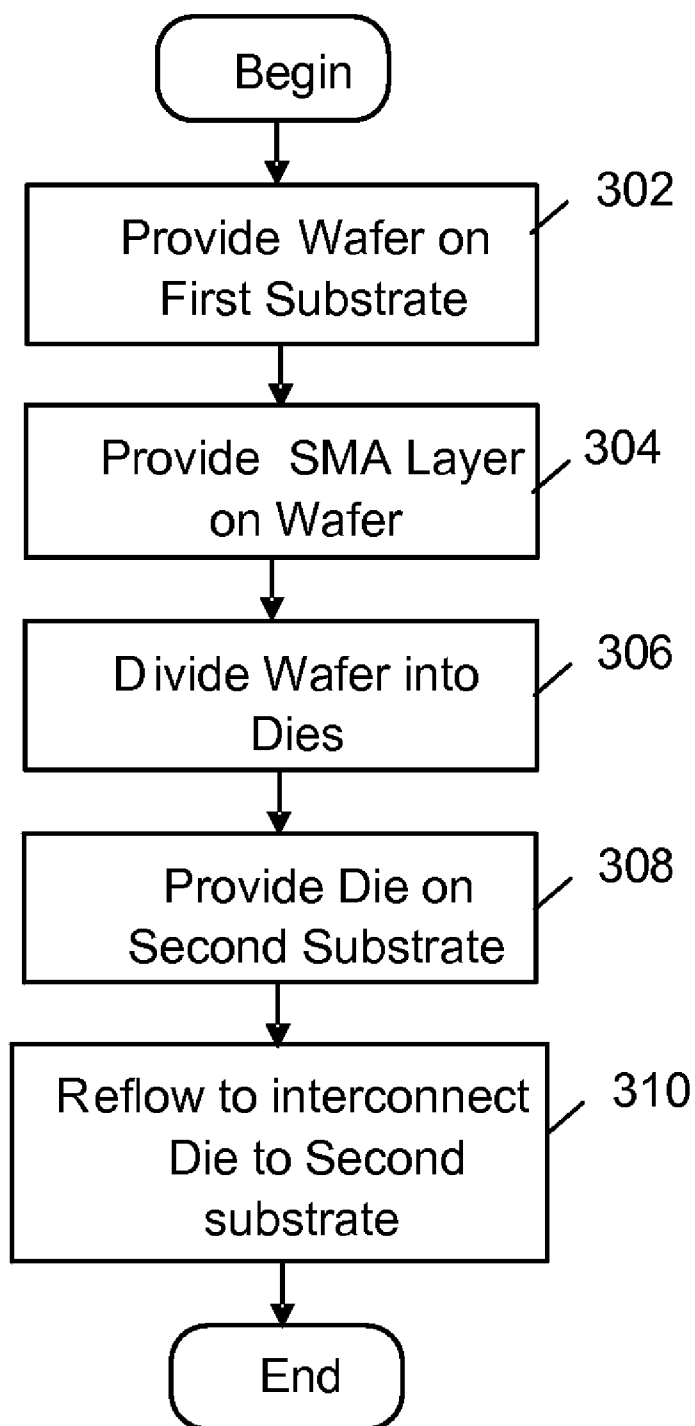 Begin
302
Provide Wafer on
First Substrate
304
Provide SMA Layer
on Wafer
306
Divide Wafer into
Dies
308
Provide Die on
Second Substrate
310
Reflow to interconnect
Die to Second
substrate
End